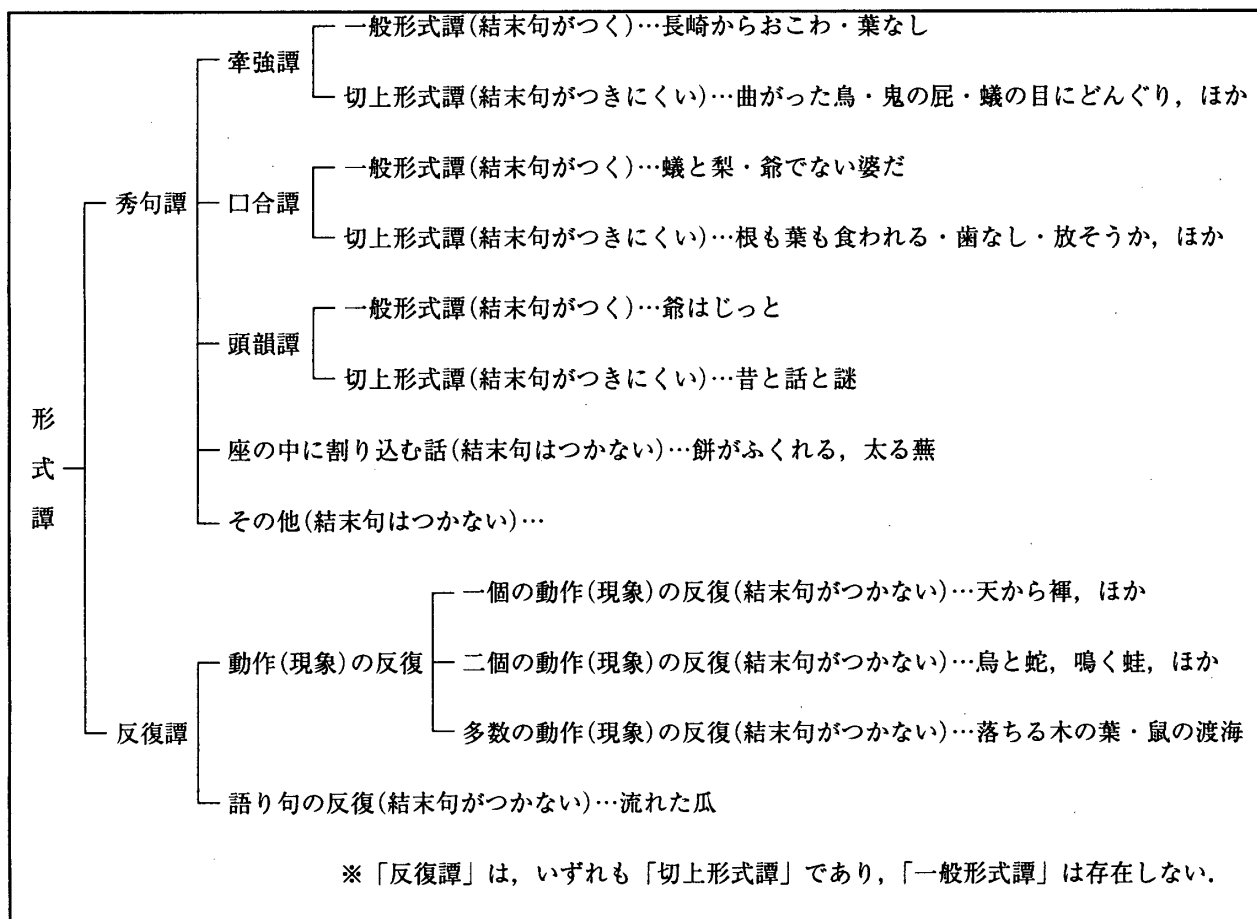 一般形式譚(結末句がつく)…長崎からおこわ・葉なし
牽強譚
切上形式譚(結末句がつきにくい)…曲がった鳥・鬼の屁・蟻の目にどんぐり，ほか
一般形式譚(結末句がつく)…蟻と梨・爺でない婆だ
秀句譚
口合譚
切上形式譚(結末句がつきにくい)…根も葉も食われる・歯なし・放そうか，ほか
一般形式譚(結末句がつく)…爺はじっと
頭韻譚
切上形式譚(結末句がつきにくい)…昔と話と謎
形式譚
座の中に割り込む話(結末句はつかない)…餅がふくれる，太る蕪
その他(結末句はつかない)…
一個の動作(現象)の反復(結末句がつかない)…天から褌，ほか
動作(現象)の反復
二個の動作(現象)の反復(結末句がつかない)…烏と蛇，鳴く蛙，ほか
反復譚
多数の動作(現象)の反復(結末句がつかない)…落ちる木の葉・鼠の渡海
語り句の反復(結末句がつかない)…流れた瓜
※「反復譚」は，いずれも「切上形式譚」であり，「一般形式譚」は存在しない．